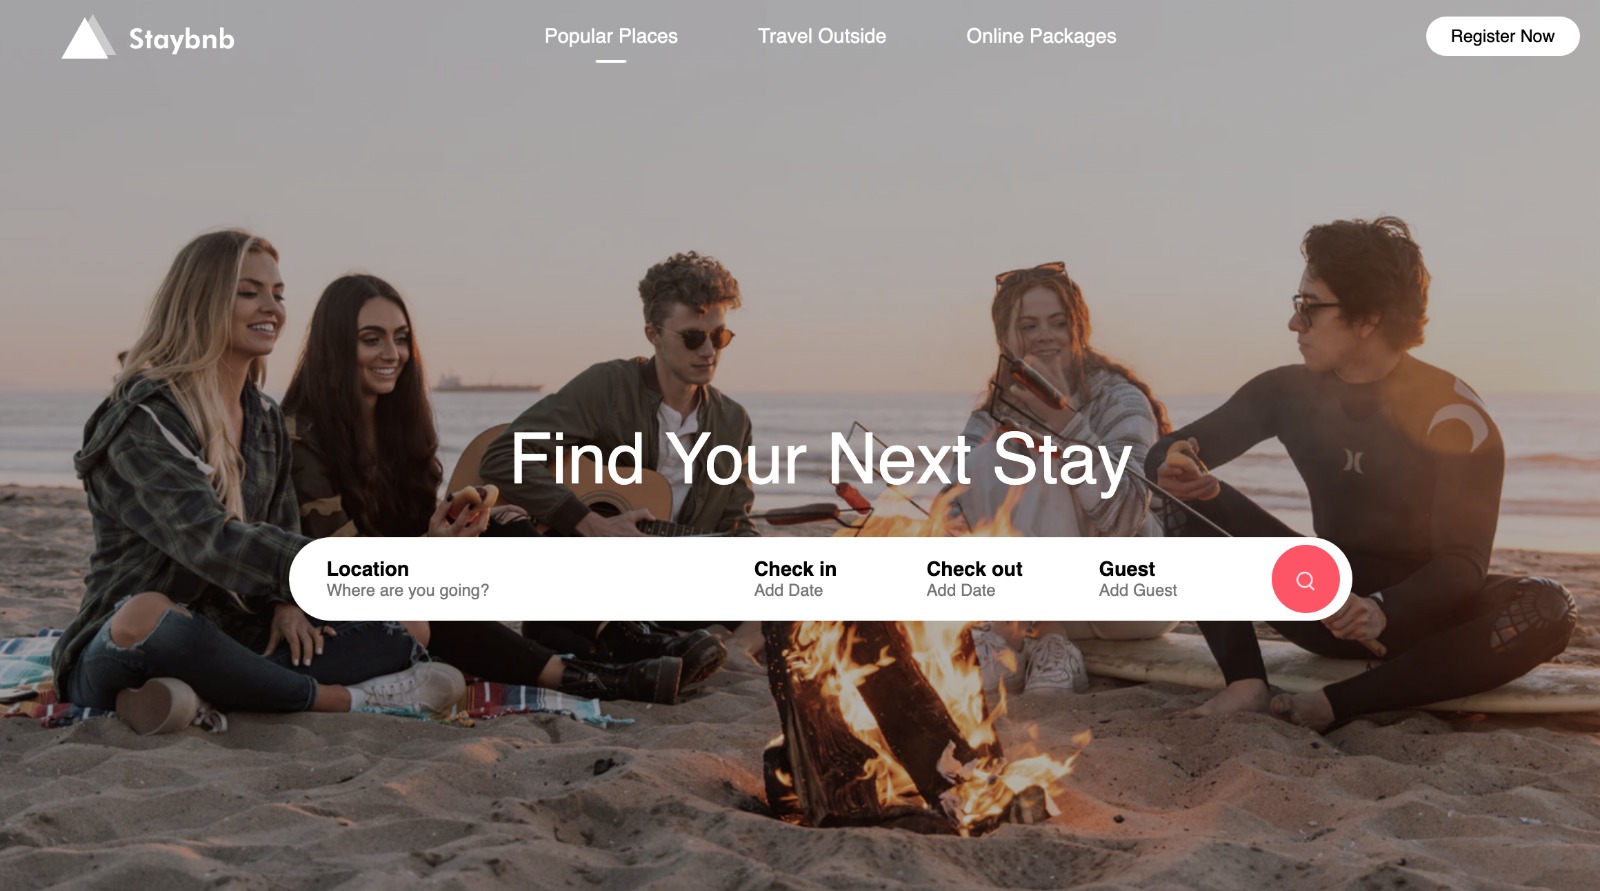 Staybnb
Popular Places
Travel Outside
Online Packages
Register Now
Find Your Next Stay
Location
Where are you going?
Check in
Add Date
Check out
Add Date
Guest
Add Guest